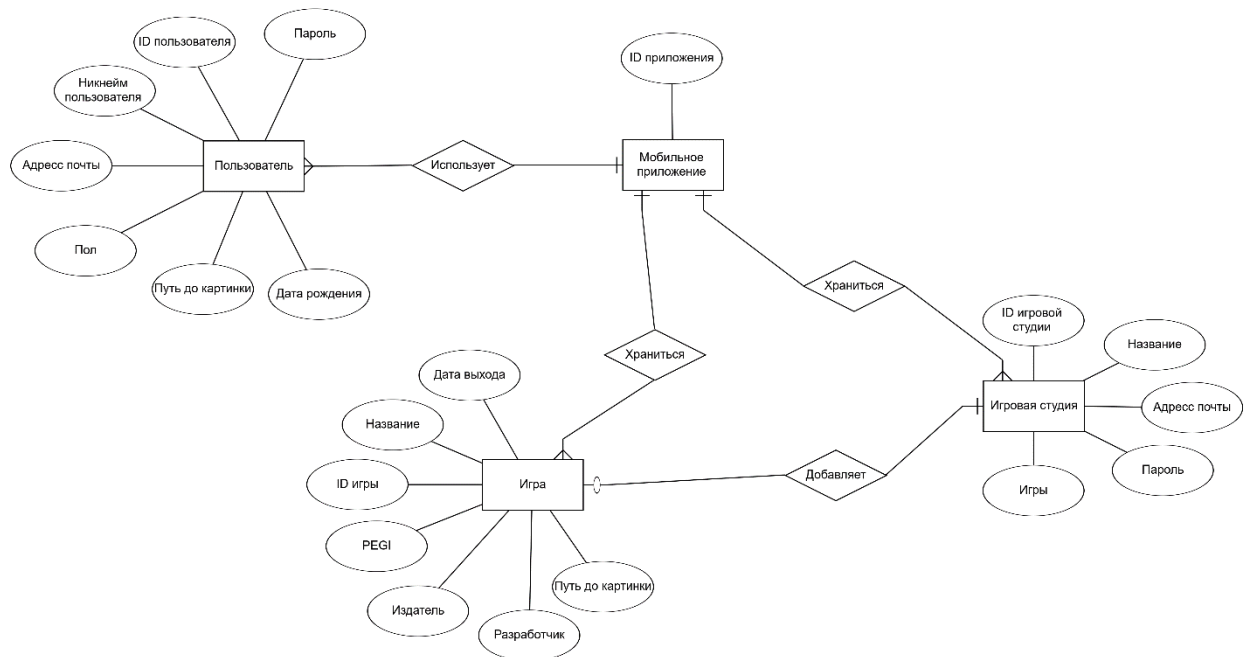 ID пользователя
Пароль
Никнейм
пользователя
Адресс почты
Пользователь
Пол
Путь до картинки
Дата рождения
Использует
ID приложения
Мобильное
приложение
Храниться
Храниться
ID игровой
студии
Название
Игровая студия
Адресс почты
Пароль
Игры
Добавляет
Дата выхода
Название
ID игры
Игра
PEGI
Издатель
Разработчик
Путь до картинки